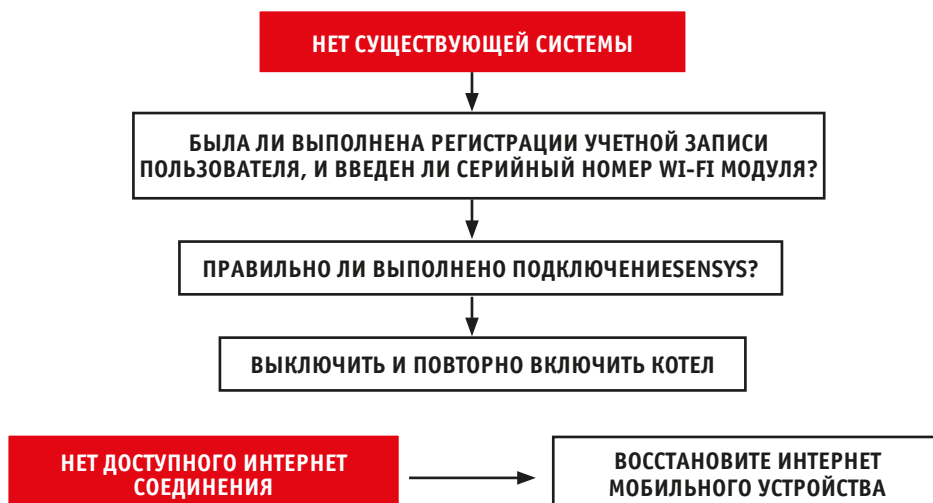 НЕТ СУЩЕСТВУЮЩЕЙ СИСТЕМЫ
БЫЛА ЛИ ВЫПОЛНЕНА РЕГИСТРАЦИИ УЧЕТНОЙ ЗАПИСИ
ПОЛЬЗОВАТЕЛЯ, И ВВЕДЕН ЛИ СЕРИЙНЫЙ НОМЕР WI-FI МОДУЛЯ?
ПРАВИЛЬНО ЛИ ВЫПОЛНЕНО ПОДКЛЮЧЕНИЕSENSYS?
ВЫКЛЮЧИТЬ И ПОВТОРНО ВКЛЮЧИТЬ КОТЕЛ
НЕТ ДОСТУПНОГО ИНТЕРНЕТ
СОЕДИНЕНИЯ
ВОССТАНОВИТЕ ИНТЕРНЕТ
МОБИЛЬНОГО УСТРОЙСТВА